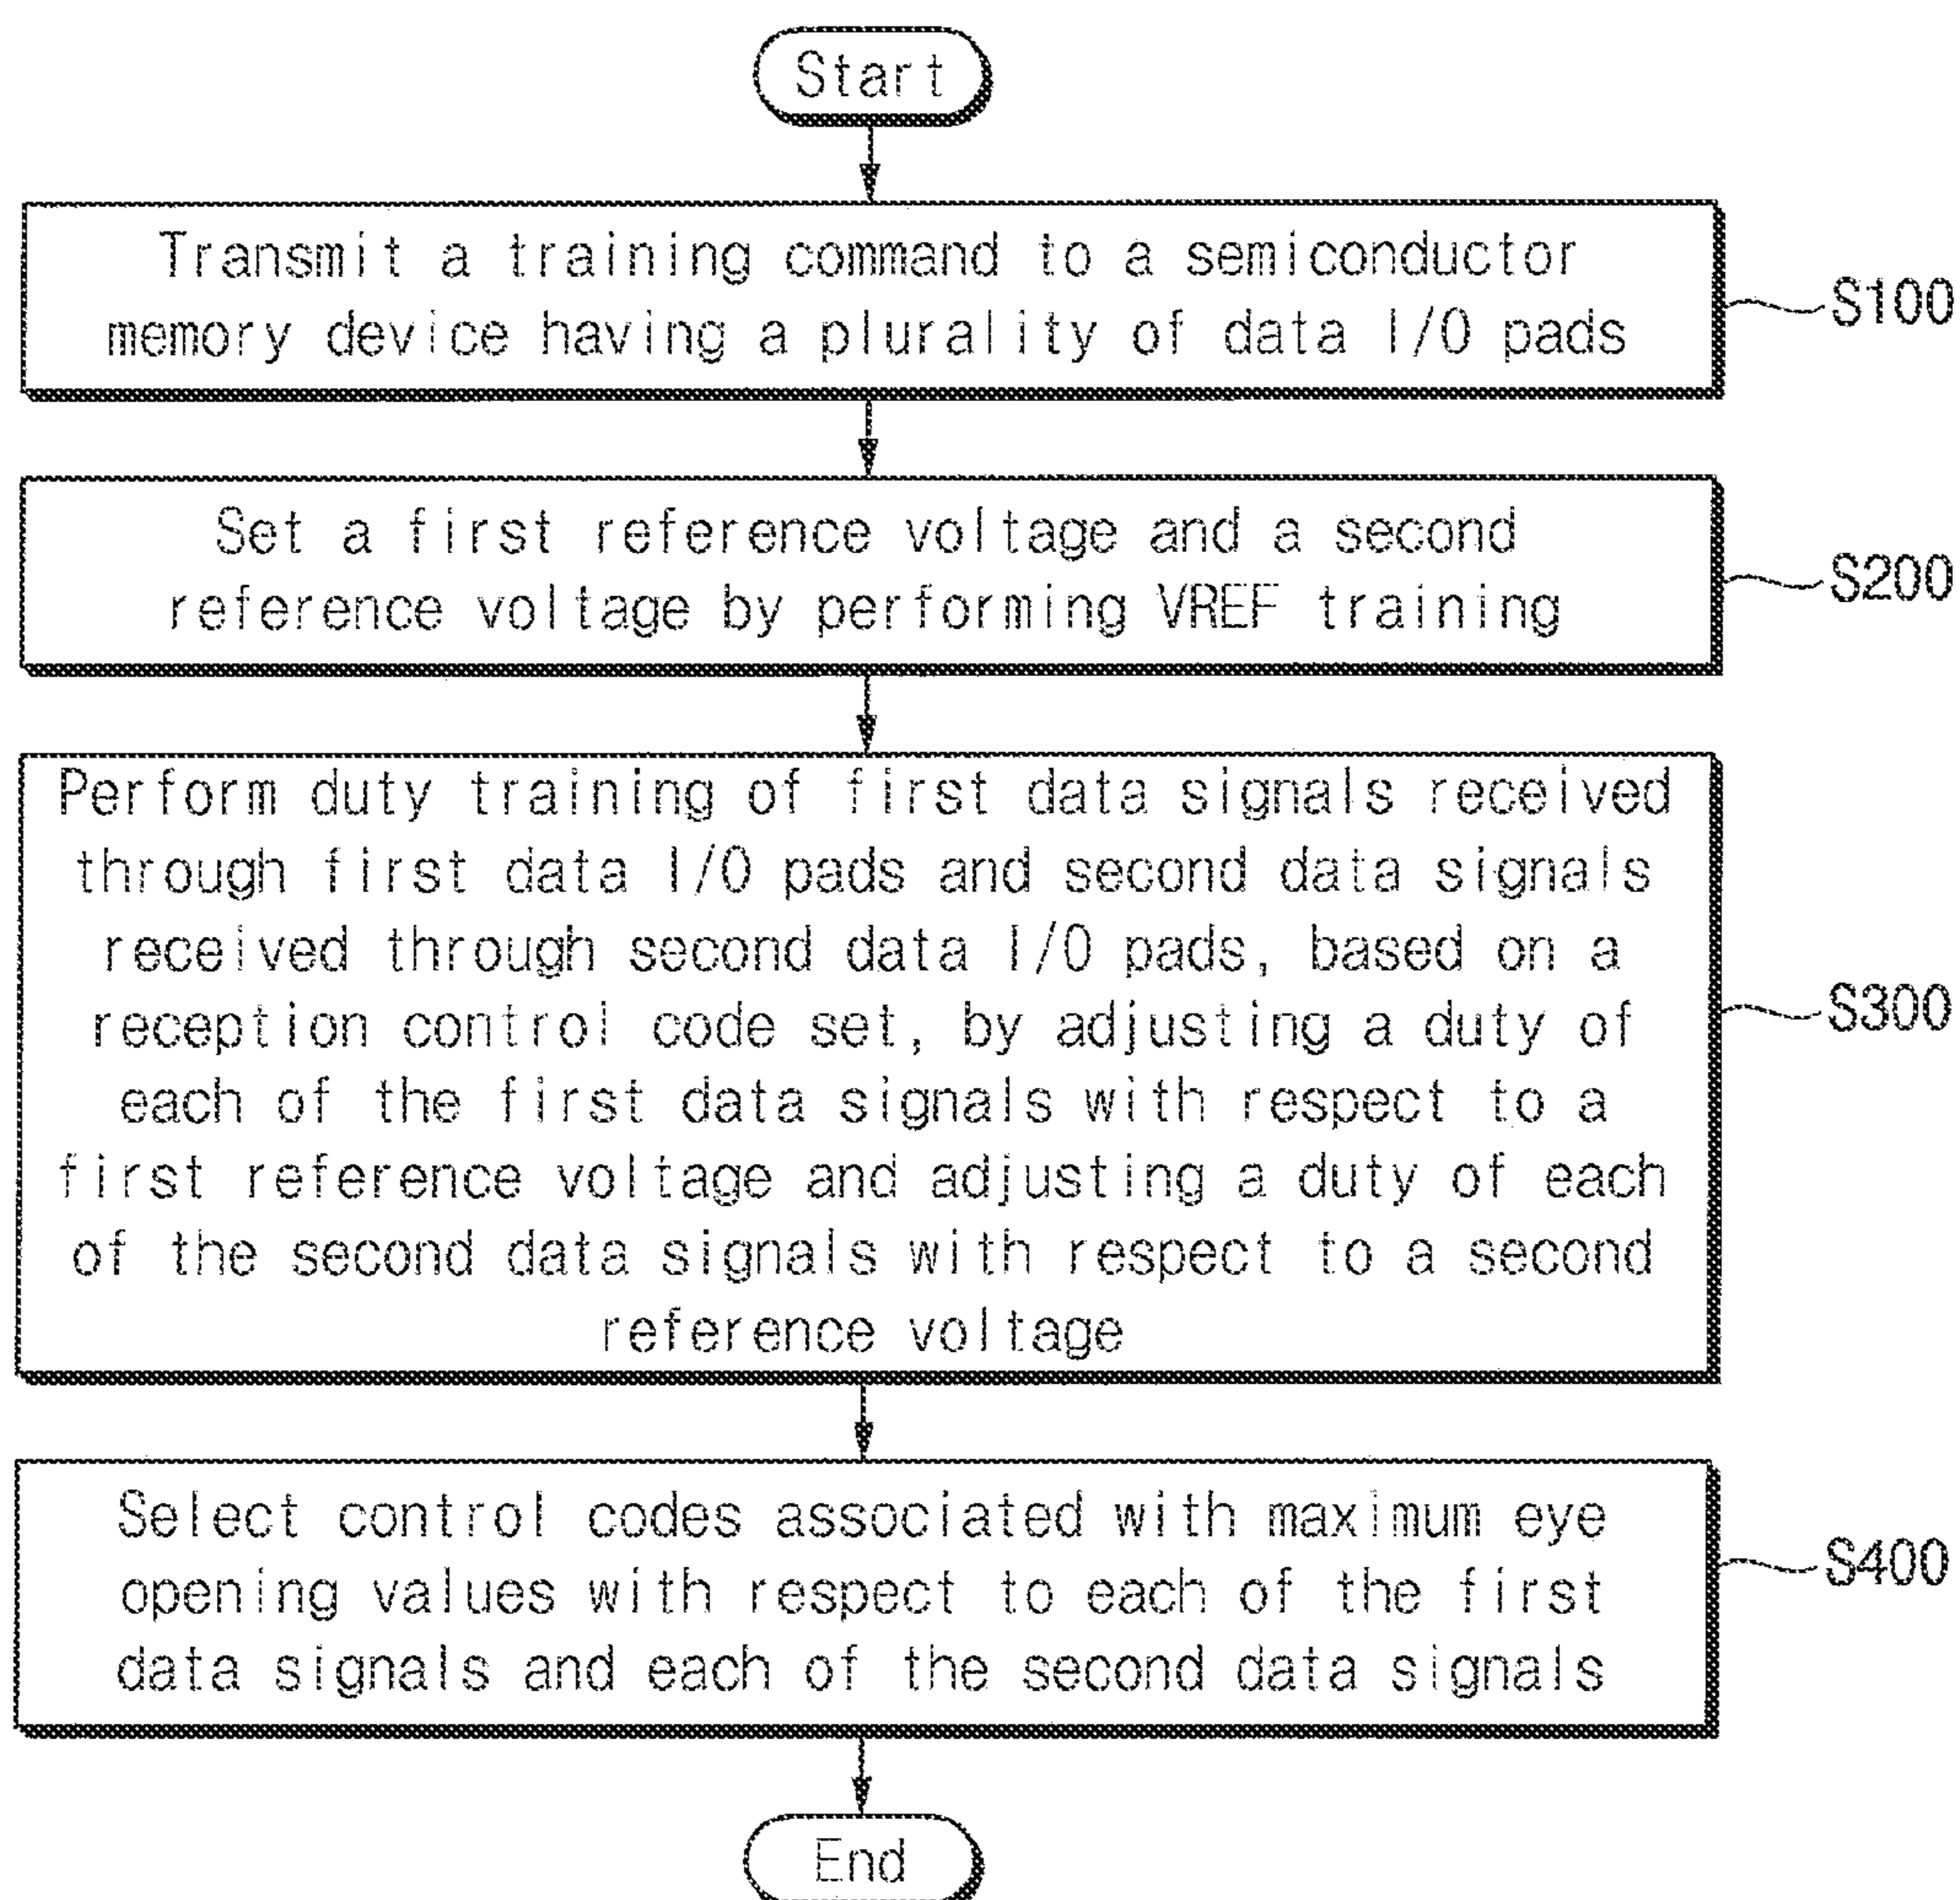 Start
Transmit a training command to a semiconductor
memory device having a plurality of data I/O pads
S100
Set a first reference voltage and a second
reference voltage by performing VREF training
S200
Perform duty training of first data signals received
through first data I/O pads and second data signals
received through second data I/O pads, based on a
reception control code set, by adjusting a duty of
each of the first data signals with respect to a
first reference voltage and adjusting a duty of each
of the second data signals with respect to a second
reference voltage
S300
Select control codes associated with maximum eye
opening values with respect to each of the first
data signals and each of the second data signals
S400
End